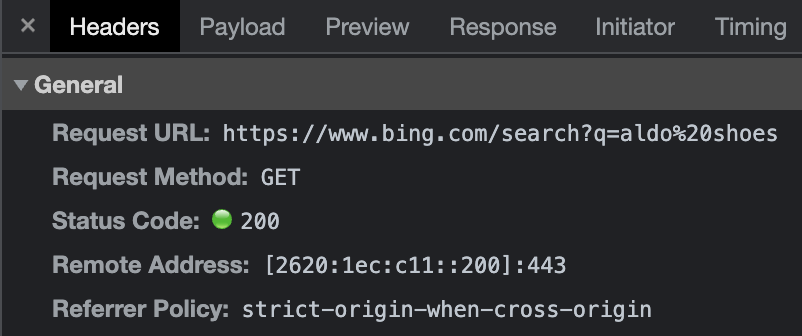 × Headers Payload Preview Response Initiator Timing
▼ General
Request URL: https://www.bing.com/search?q=aldo%20shoes
Request Method: GET
Status Code: 200
Remote Address: [2620:1ec:c11::200]:443
Referrer Policy: strict-origin-when-cross-origin